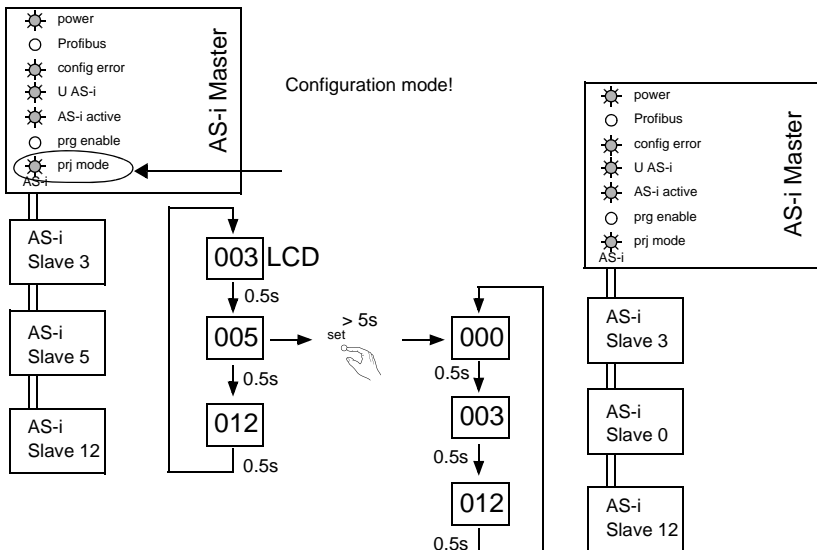 power
Profibus
config error
U AS-i
AS-i active
prg enable
prj mode
AS-i
AS-i Master
Configuration mode!
AS-i
Slave 3
AS-i
Slave 5
AS-i
Slave 12
003 LCD
0.5s
005
0.5s
012
0.5s
> 5s
set
000
0.5s
003
0.5s
012
0.5s
power
Profibus
config error
U AS-i
AS-i active
prg enable
prj mode
AS-i
AS-i Master
AS-i
Slave 3
AS-i
Slave 0
AS-i
Slave 12